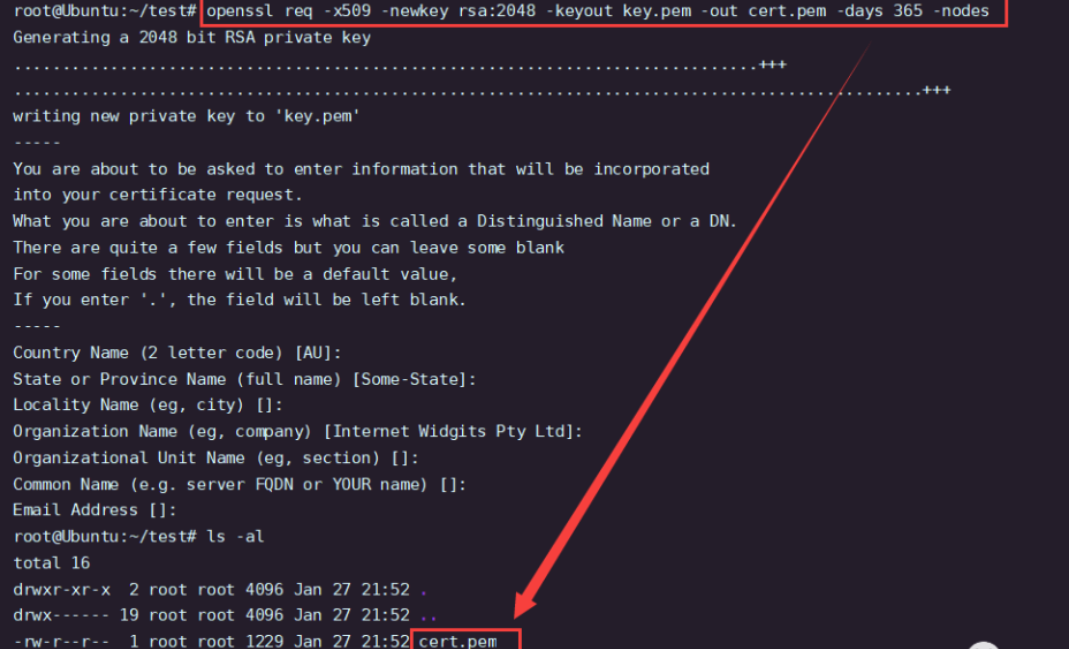 root@Ubuntu:~/test# openssl req -x509 -newkey rsa:2048 -keyout key.pem -out cert.pem -days 365 -nodes
Generating a 2048 bit RSA private key
............................................................................+++
.............................................................................................+++
writing new private key to 'key.pem'
-----
You are about to be asked to enter information that will be incorporated
into your certificate request.
What you are about to enter is what is called a Distinguished Name or a DN.
There are quite a few fields but you can leave some blank
For some fields there will be a default value,
If you enter '.', the field will be left blank.
-----
Country Name (2 letter code) [AU]:
State or Province Name (full name) [Some-State]:
Locality Name (eg, city) []:
Organization Name (eg, company) [Internet Widgits Pty Ltd]:
Organizational Unit Name (eg, section) []:
Common Name (e.g. server FQDN or YOUR name) []:
Email Address []:
root@Ubuntu:~/test# ls -al
total 16
drwxr-xr-x  2 root root 4096 Jan 27 21:52 .
drwx------ 19 root root 4096 Jan 27 21:52 ..
-rw-r--r--  1 root root 1229 Jan 27 21:52 cert.pem